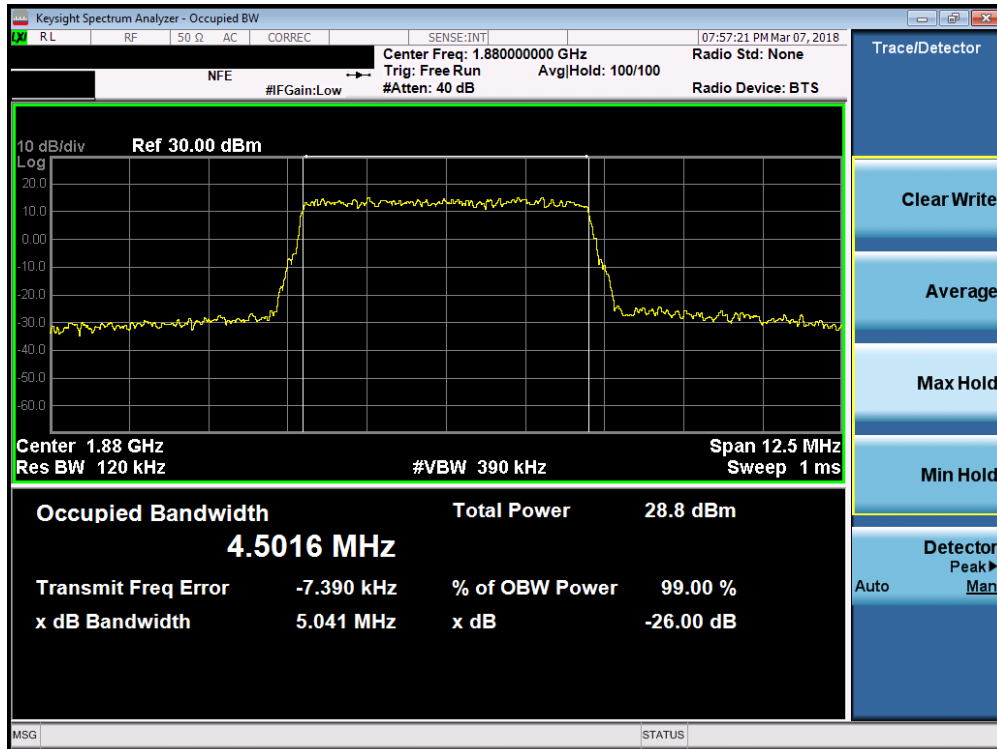 Keysight Spectrum Analyzer - Occupied BW
LXI RL RF 50 Ω AC CORREC SENSE:INT 07:57:21 PM Mar 07, 2018
Center Freq: 1.880000000 GHz Radio Std: None
NFE Trig: Free Run Avg|Hold: 100/100
#IFGain:Low #Atten: 40 dB Radio Device: BTS
Trace/Detector
10 dB/div Ref 30.00 dBm
Log
20.0
10.0
0.00
-10.0
-20.0
-30.0
-40.0
-50.0
-60.0
Center 1.88 GHz Span 12.5 MHz
Res BW 120 kHz #VBW 390 kHz Sweep 1 ms
Occupied Bandwidth Total Power 28.8 dBm
4.5016 MHz
Transmit Freq Error -7.390 kHz % of OBW Power 99.00 %
x dB Bandwidth 5.041 MHz x dB -26.00 dB
Clear Write
Average
Max Hold
Min Hold
Detector
Peak
Auto Man
MSG STATUS